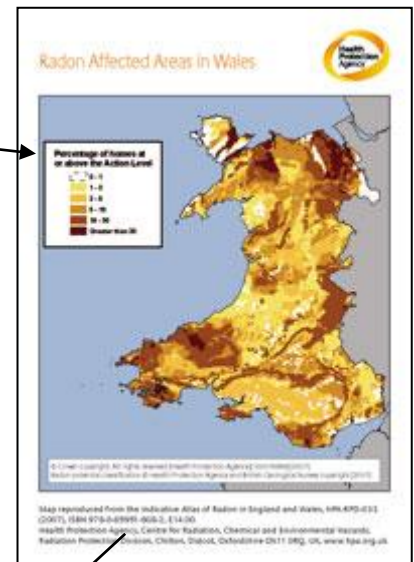 Radon Affected Areas in Wales
Health
Protection
Agency
Percentage of homes at
or above the Action Level
0 - 1
1 - 3
3 - 5
5 - 10
10 - 30
Greater than 30
Map reproduced from the Indicative Atlas of Radon in England and Wales, HPA-RPD-033
(2007), ISBN 978-0-85951-608-2, £14.00
Health Protection Agency, Centre for Radiation, Chemical and Environmental Hazards,
Radiation Protection Division, Chilton, Didcot, Oxfordshire OX11 0RQ, UK, www.hpa.org.uk